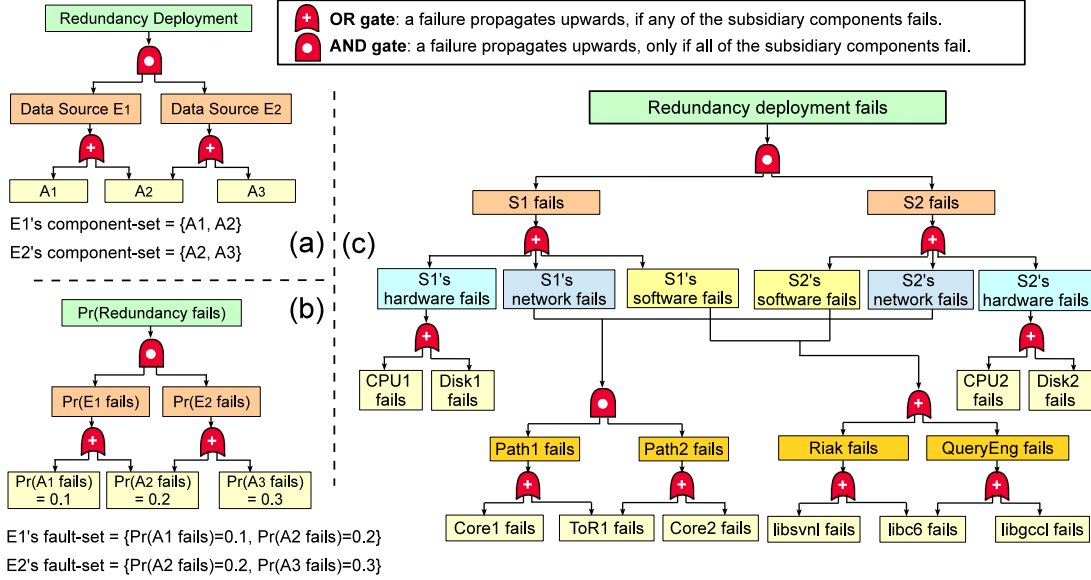 Redundancy Deployment
Data Source E1
Data Source E2
A1
A2
A3
E1's component-set = {A1, A2}
E2's component-set = {A2, A3}
(a)
OR gate: a failure propagates upwards, if any of the subsidiary components fails.
AND gate: a failure propagates upwards, only if all of the subsidiary components fail.
(b)
Pr(Redundancy fails)
Pr(E1 fails)
Pr(E2 fails)
Pr(A1 fails)
= 0.1
Pr(A2 fails)
= 0.2
Pr(A3 fails)
= 0.3
E1's fault-set = {Pr(A1 fails)=0.1, Pr(A2 fails)=0.2}
E2's fault-set = {Pr(A2 fails)=0.2, Pr(A3 fails)=0.3}
(c)
Redundancy deployment fails
S1 fails
S2 fails
S1's
hardware fails
S1's
network fails
S1's
software fails
S2's
software fails
S2's
network fails
S2's
hardware fails
CPU1
fails
Disk1
fails
CPU2
fails
Disk2
fails
Path1 fails
Path2 fails
Riak fails
QueryEng fails
Core1 fails
ToR1 fails
Core2 fails
libsvnl fails
libc6 fails
libgccl fails